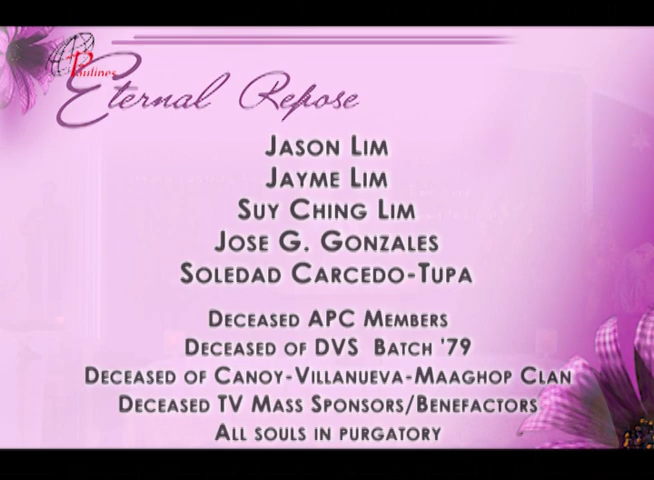 Paulines
Eternal Repose
Jason Lim
Jayme Lim
Suy Ching Lim
Jose G. Gonzales
Soledad Carcedo-Tupa
Deceased APC Members
Deceased of DVS Batch '79
Deceased of Canoy-Villanueva-Maaghop Clan
Deceased TV Mass Sponsors/Benefactors
All souls in purgatory